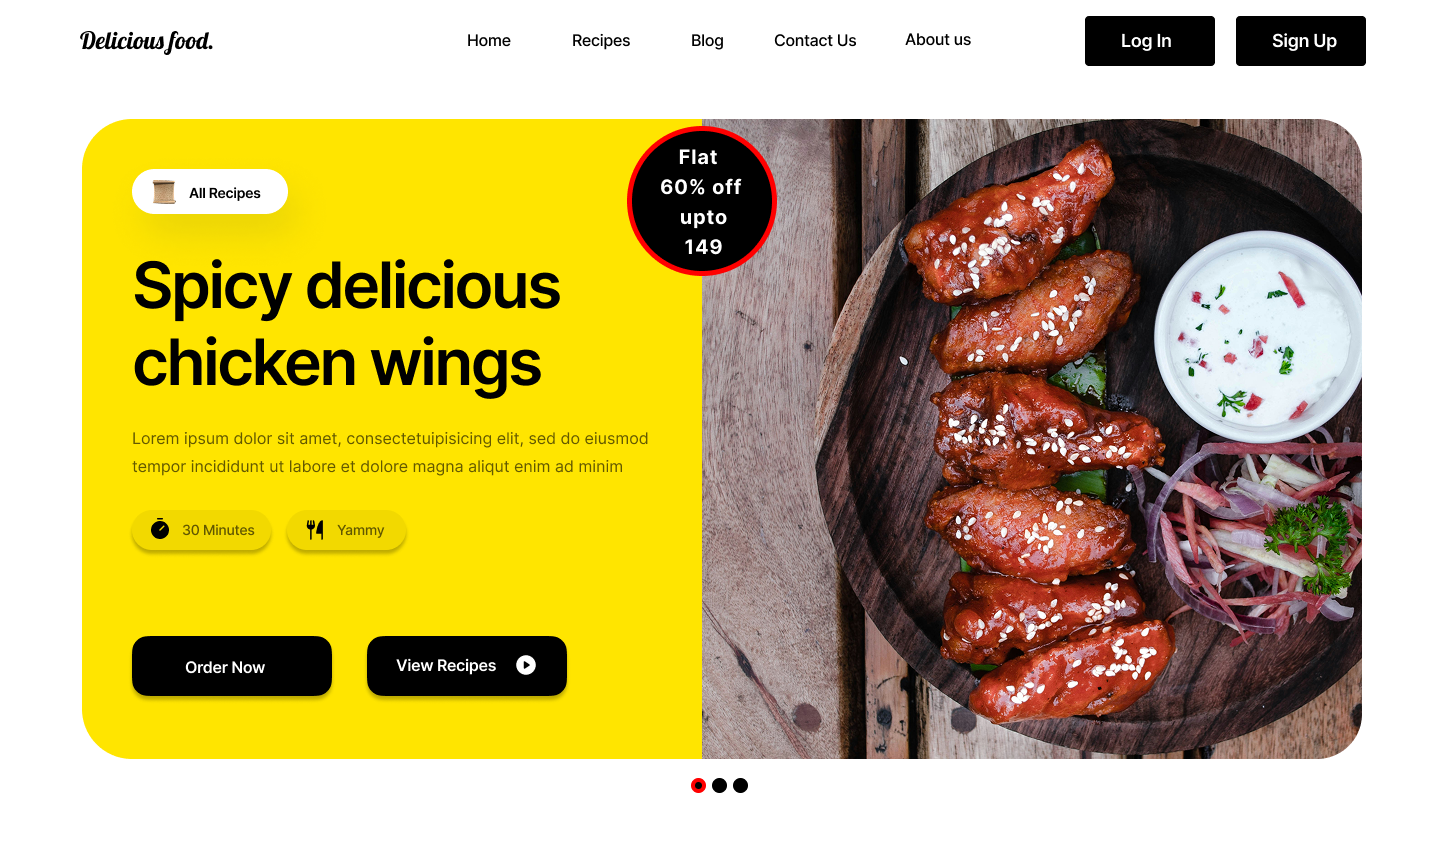 Delicious food.
Home
Recipes
Blog
Contact Us
About us
Log In
Sign Up
All Recipes
Flat
60% off
upto
149
Spicy delicious
chicken wings
Lorem ipsum dolor sit amet, consectetuipisicing elit, sed do eiusmod
tempor incididunt ut labore et dolore magna aliqut enim ad minim
30 Minutes
Yammy
Order Now
View Recipes